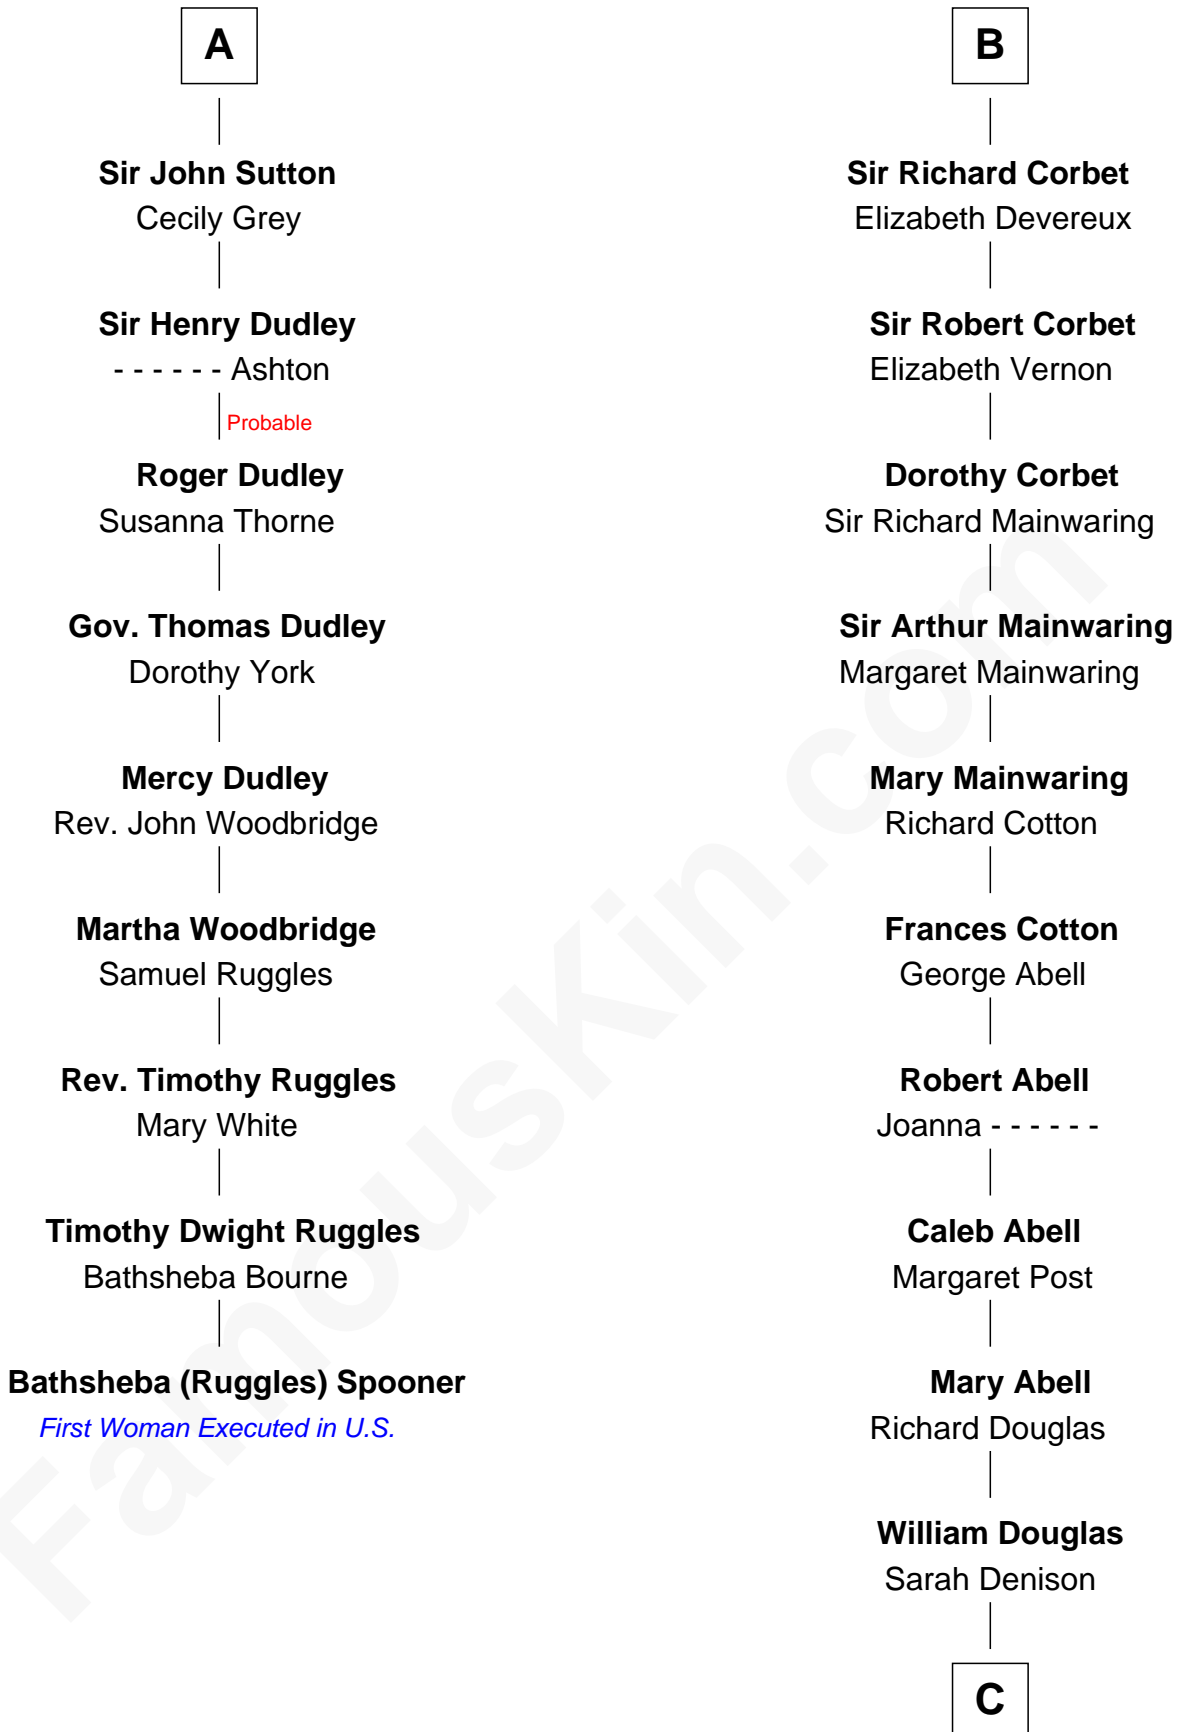 A
Sir John Sutton
Cecily Grey
Sir Henry Dudley
- - - - - - Ashton
Probable
Roger Dudley
Susanna Thorne
Gov. Thomas Dudley
Dorothy York
Mercy Dudley
Rev. John Woodbridge
Martha Woodbridge
Samuel Ruggles
Rev. Timothy Ruggles
Mary White
Timothy Dwight Ruggles
Bathsheba Bourne
Bathsheba (Ruggles) Spooner
First Woman Executed in U.S.
B
Sir Richard Corbet
Elizabeth Devereux
Sir Robert Corbet
Elizabeth Vernon
Dorothy Corbet
Sir Richard Mainwaring
Sir Arthur Mainwaring
Margaret Mainwaring
Mary Mainwaring
Richard Cotton
Frances Cotton
George Abell
Robert Abell
Joanna - - - - - -
Caleb Abell
Margaret Post
Mary Abell
Richard Douglas
William Douglas
Sarah Denison
C
FamousKin.com